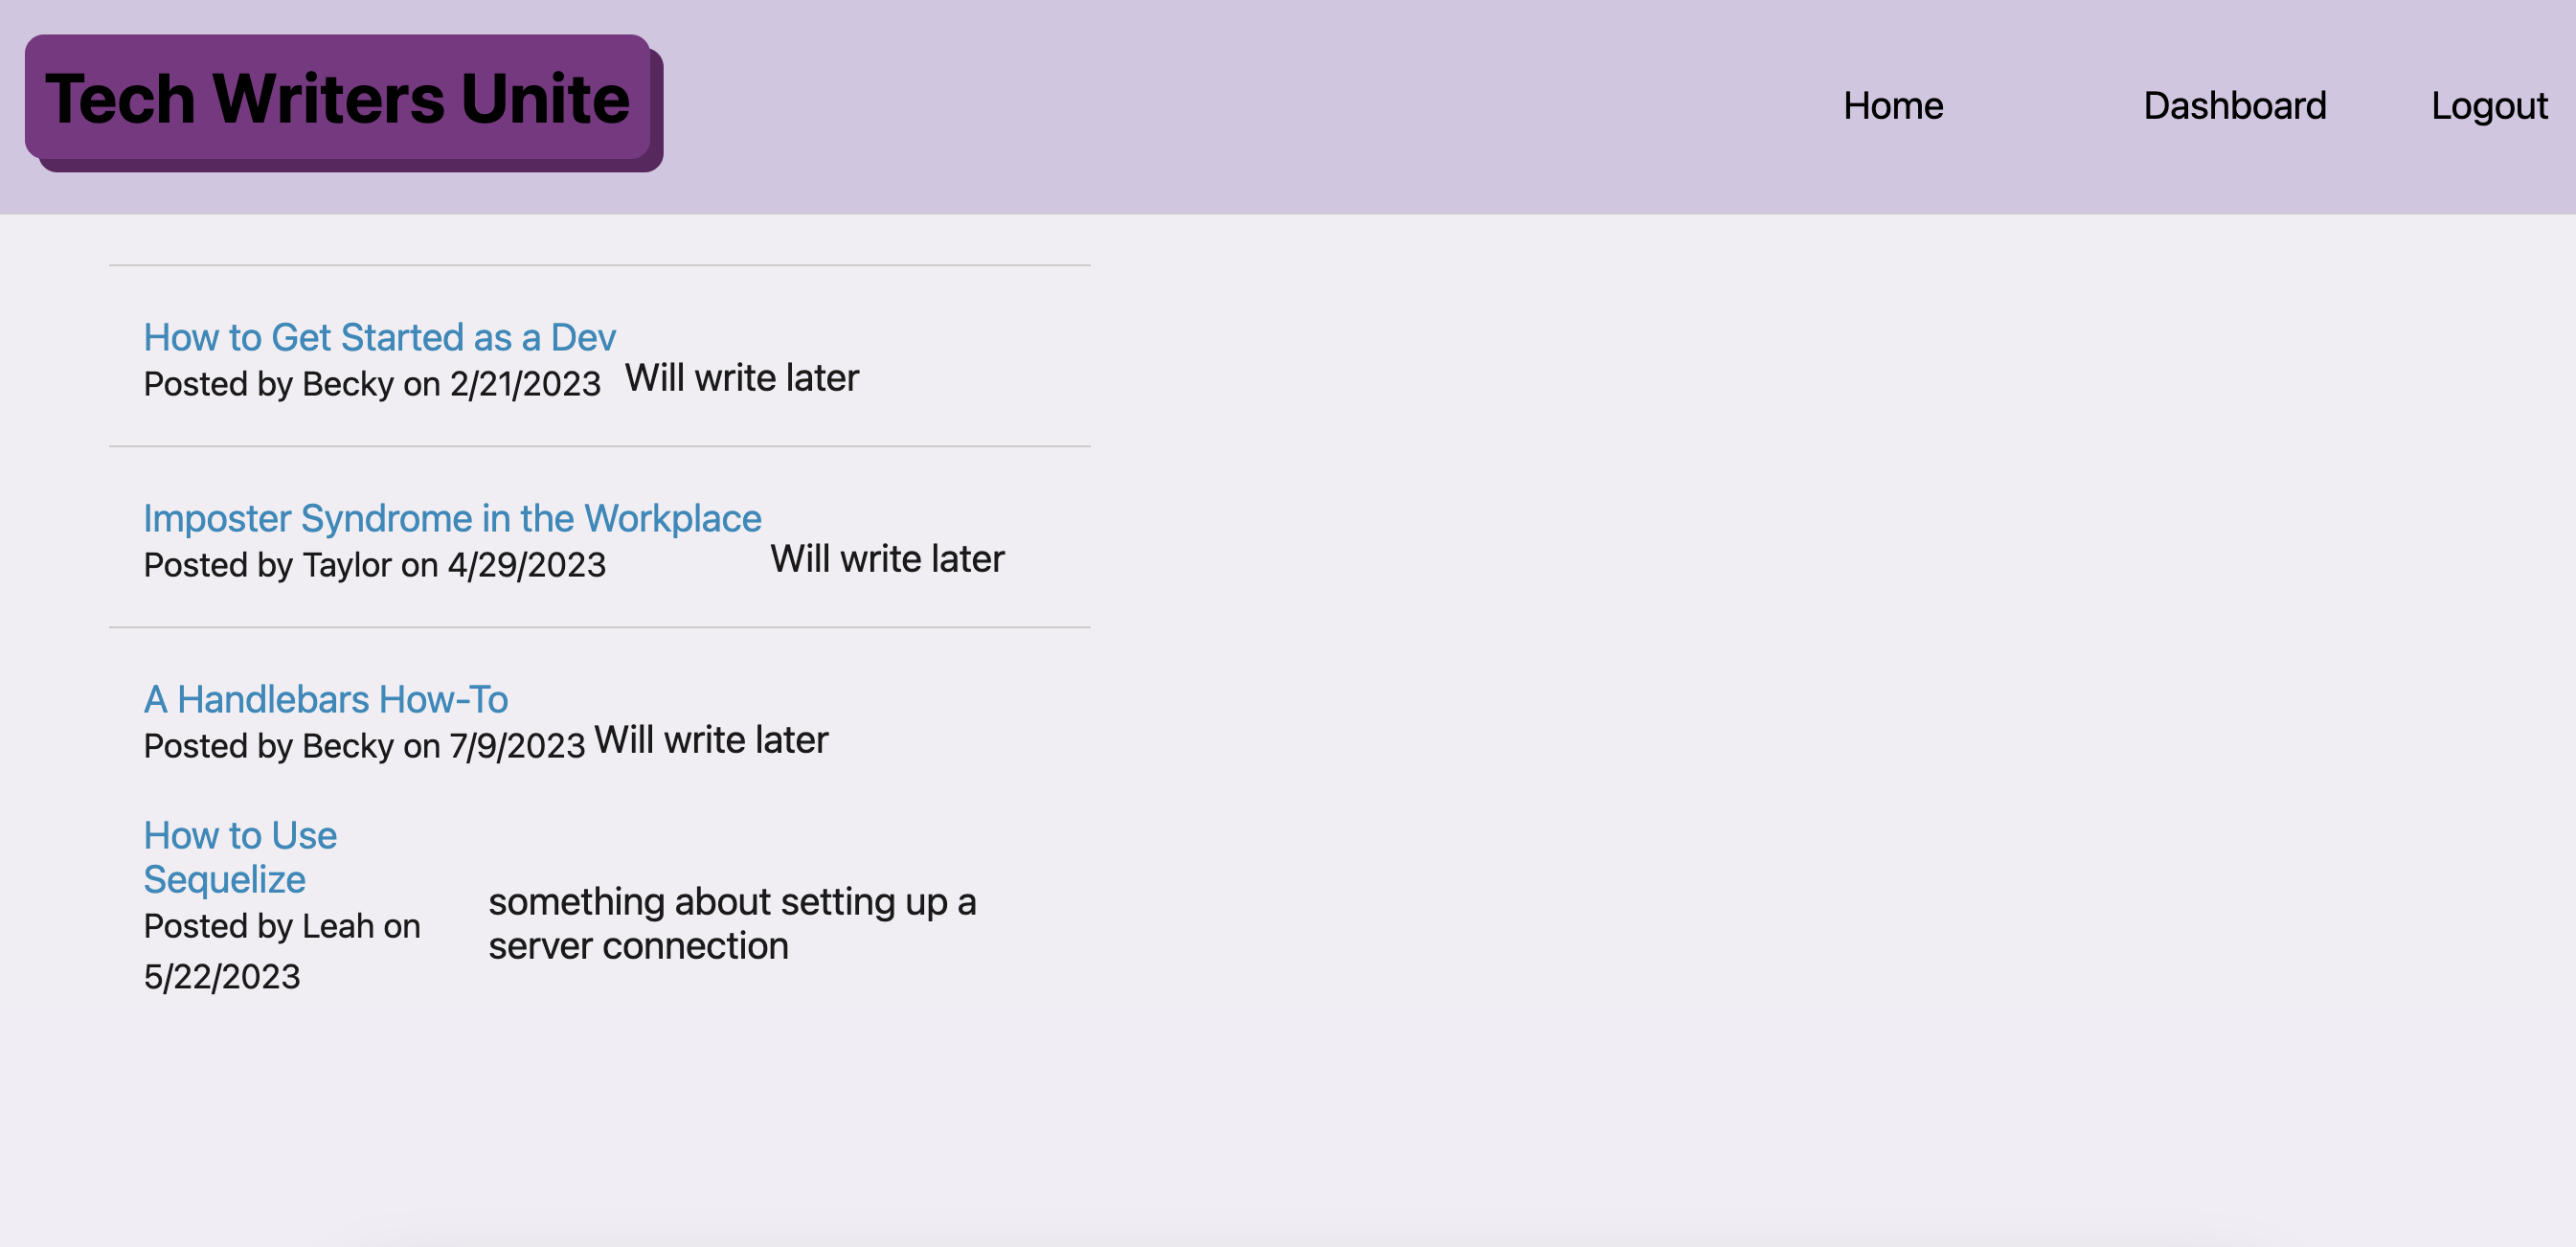 Tech Writers Unite
Home
Dashboard
Logout
How to Get Started as a Dev
Posted by Becky on 2/21/2023
Will write later
Imposter Syndrome in the Workplace
Posted by Taylor on 4/29/2023
Will write later
A Handlebars How-To
Posted by Becky on 7/9/2023
Will write later
How to Use
Sequelize
Posted by Leah on
5/22/2023
something about setting up a
server connection